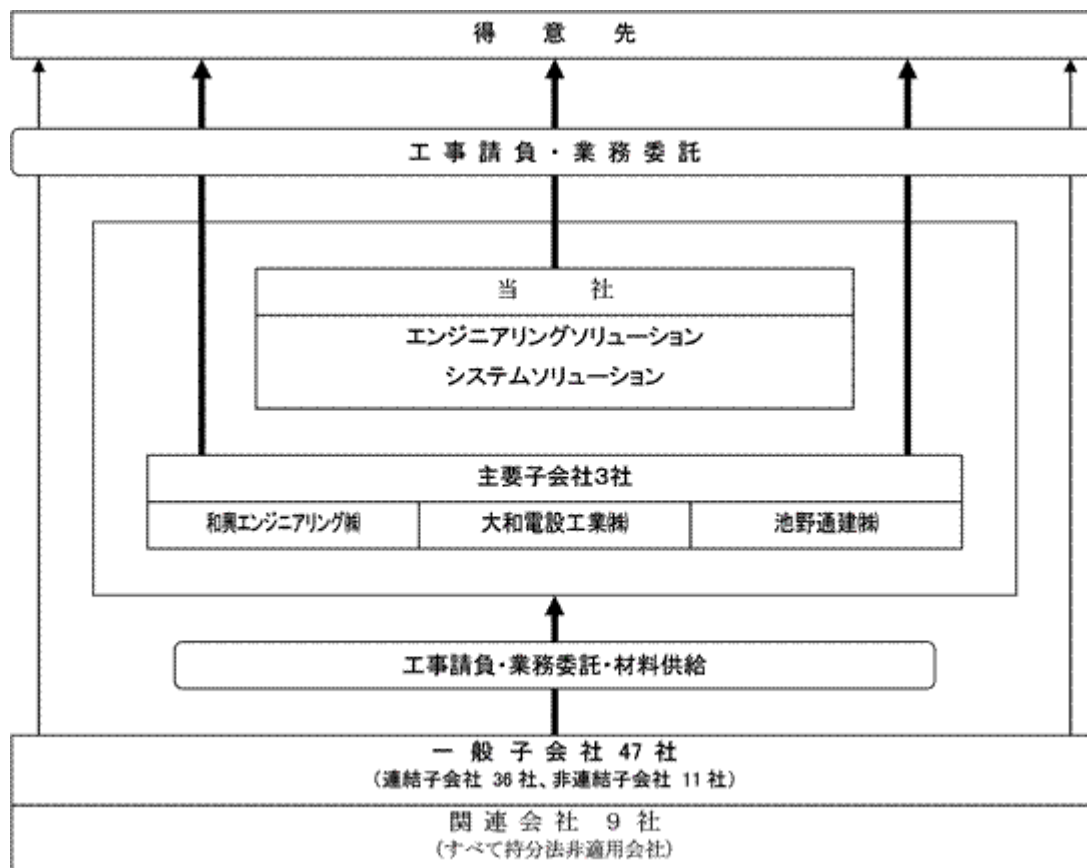 得意先
工事請負・業務委託
当社
エンジニアリングソリューション
システムソリューション
主要子会社3社
和興エンジニアリング㈱
大和電設工業㈱
池野通建㈱
工事請負・業務委託・材料供給
一般子会社 47 社
(連結子会社 36 社、非連結子会社 11 社)
関連会社 9 社
(すべて持分法非適用会社)